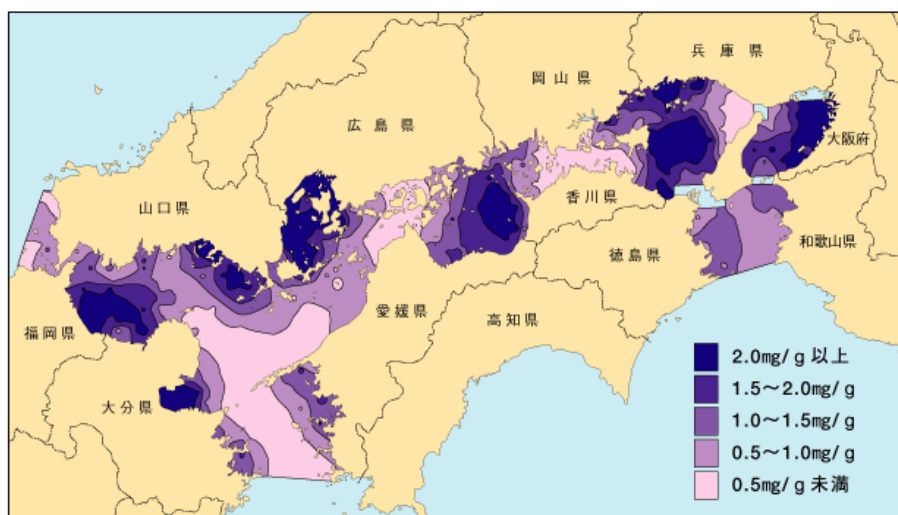 兵庫県
岡山県
広島県
大阪府
山口県
香川県
徳島県
和歌山県
愛媛県
高知県
福岡県
大分県
2.0mg/g 以上
1.5～2.0mg/g
1.0～1.5mg/g
0.5～1.0mg/g
0.5mg/g 未満